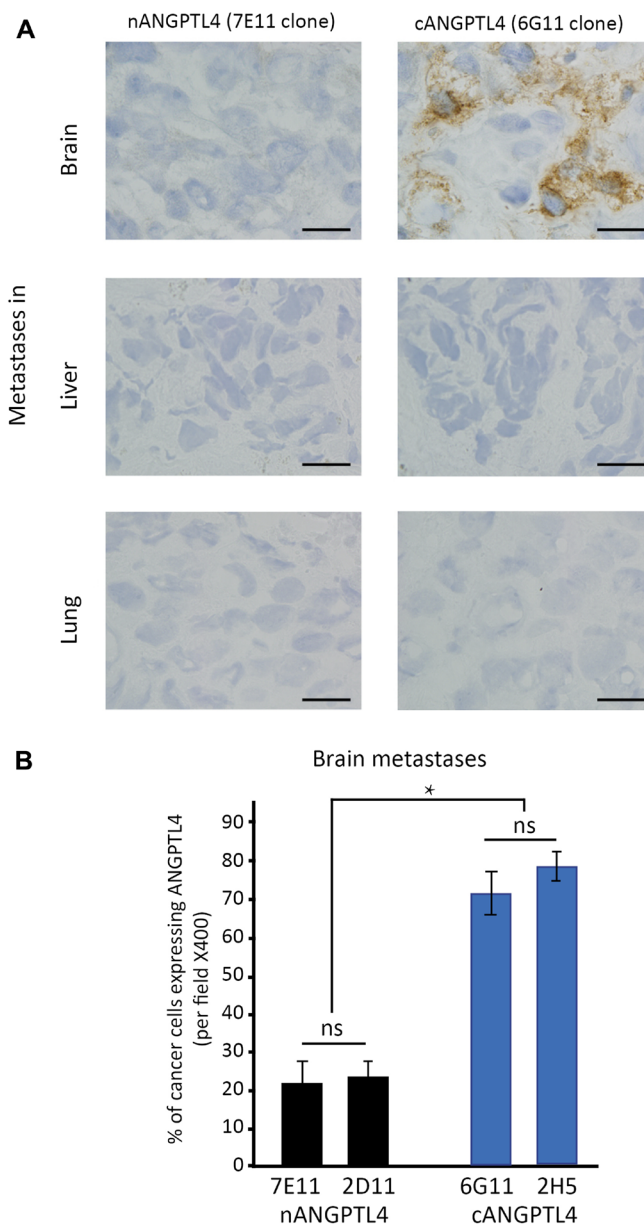 A
nANGPTL4 (7E11 clone)
cANGPTL4 (6G11 clone)
Metastases in
Brain
Liver
Lung
B
Brain metastases
% of cancer cells expressing ANGPTL4
(per field X400)
90
80
70
60
50
40
30
20
10
0
*
ns
ns
7E11 2D11 6G11 2H5
nANGPTL4 cANGPTL4